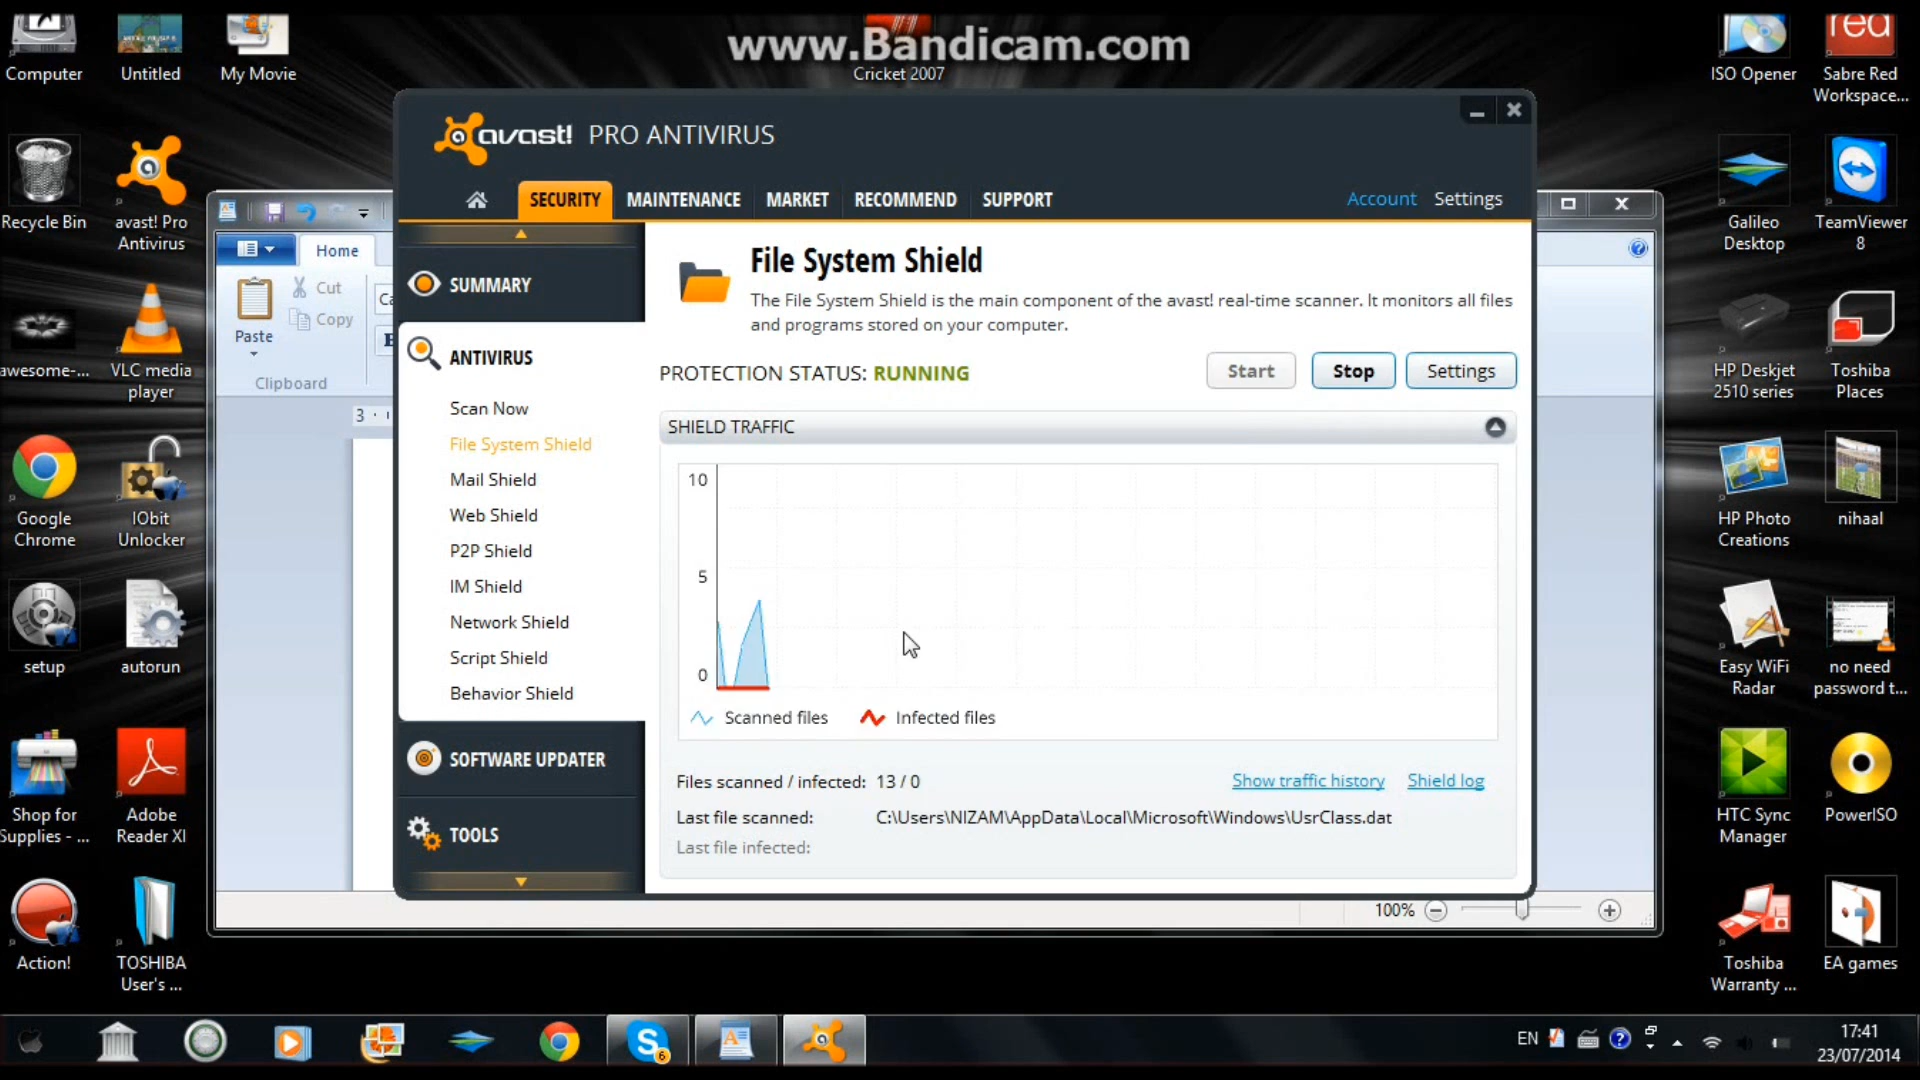 www.Bandicam.com
Computer
Untitled
My Movie
Cricket 2007
ISO Opener
Sabre Red
Workspace...
red
avast! PRO ANTIVIRUS
SECURITY
MAINTENANCE
MARKET
RECOMMEND
SUPPORT
Account
Settings
Recycle Bin
avast! Pro
Antivirus
Galileo
Desktop
TeamViewer
8
Home
Cut
Copy
Paste
Clipboard
Ca
B
3
SUMMARY
ANTIVIRUS
Scan Now
File System Shield
Mail Shield
Web Shield
P2P Shield
IM Shield
Network Shield
Script Shield
Behavior Shield
SOFTWARE UPDATER
TOOLS
File System Shield
The File System Shield is the main component of the avast! real-time scanner. It monitors all files
and programs stored on your computer.
PROTECTION STATUS: RUNNING
Start
Stop
Settings
SHIELD TRAFFIC
10
5
0
Scanned files
Infected files
Files scanned / infected: 13 / 0
Show traffic history
Shield log
Last file scanned: C:\Users\NIZAM\AppData\Local\Microsoft\Windows\UsrClass.dat
Last file infected:
100%
awesome-...
VLC media
player
HP Deskjet
2510 series
Toshiba
Places
Google
Chrome
IObit
Unlocker
HP Photo
Creations
nihaal
setup
autorun
Easy WiFi
Radar
no need
password t...
Shop for
Supplies - ...
Adobe
Reader XI
HTC Sync
Manager
PowerISO
Action!
TOSHIBA
User's ...
Toshiba
Warranty ...
EA games
6
EN
17:41
23/07/2014